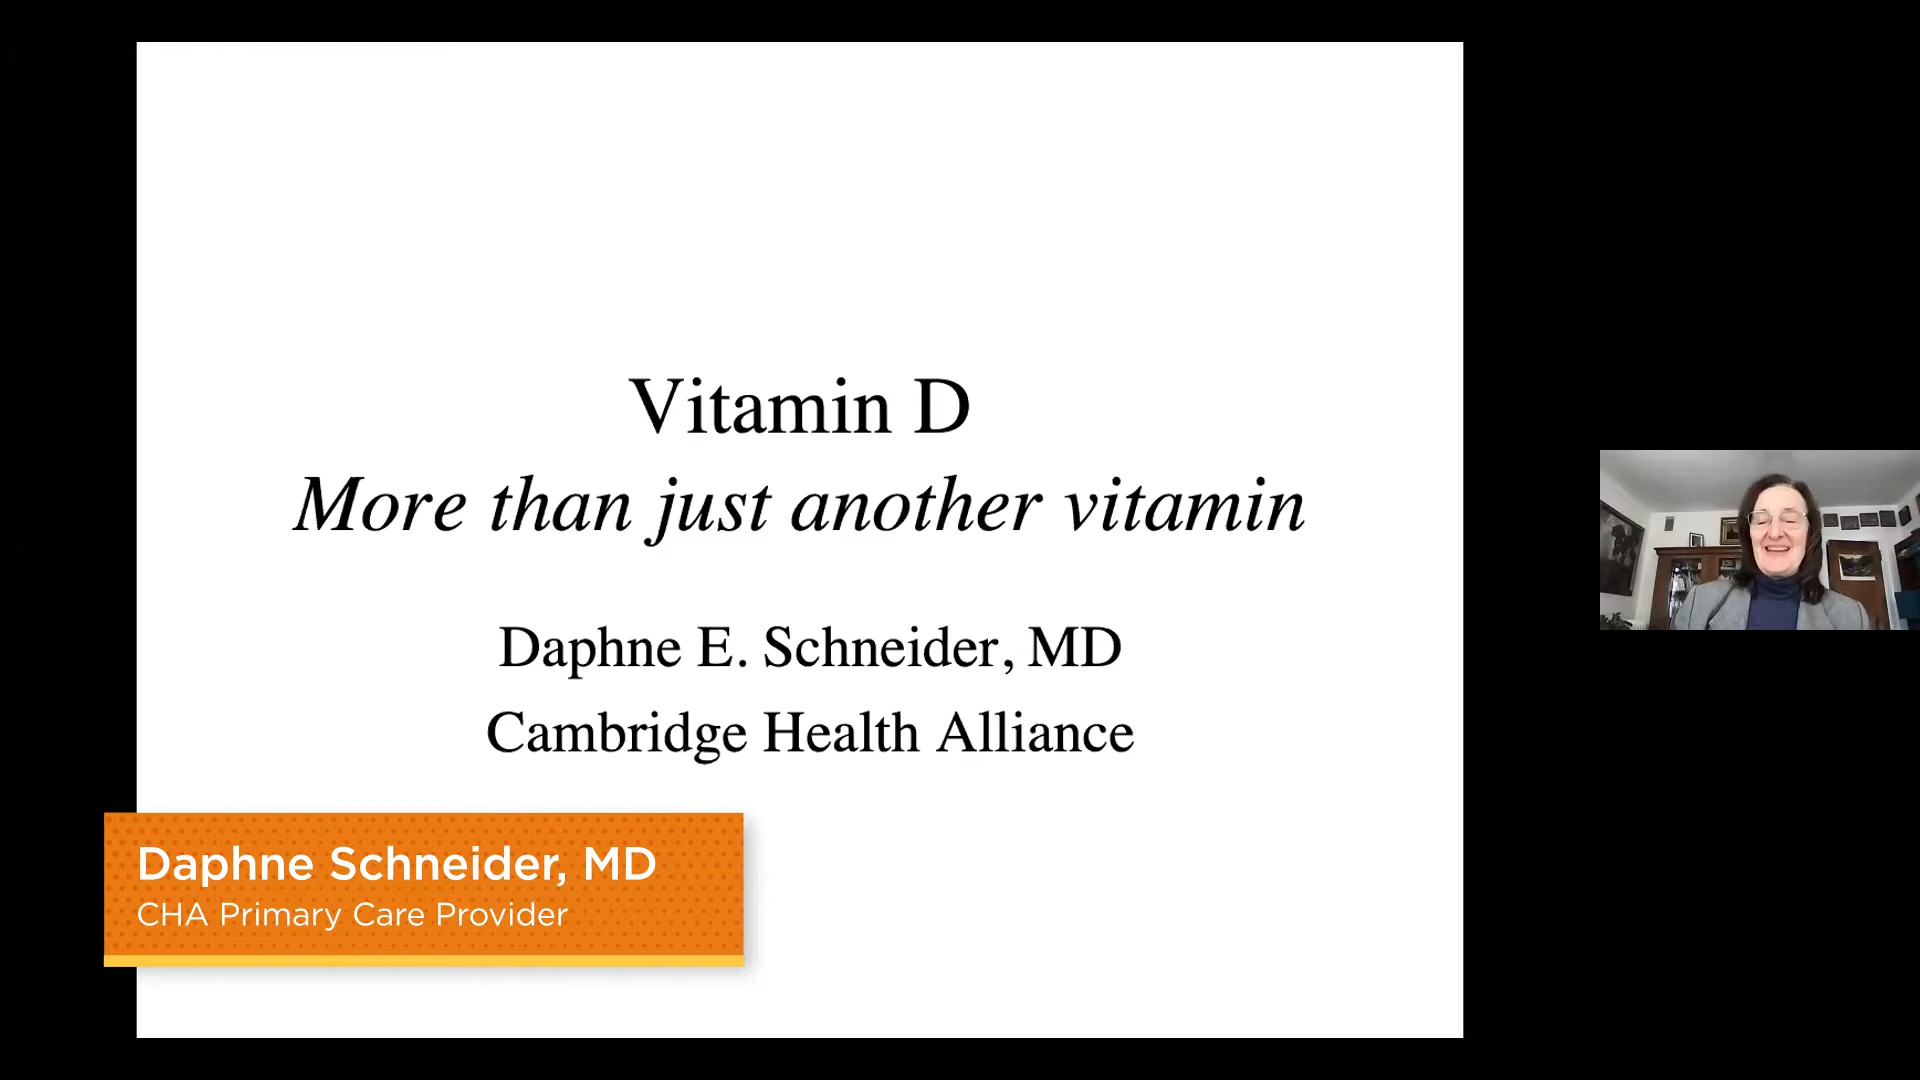 Vitamin D
More than just another vitamin
Daphne E. Schneider, MD
Cambridge Health Alliance
Daphne Schneider, MD
CHA Primary Care Provider